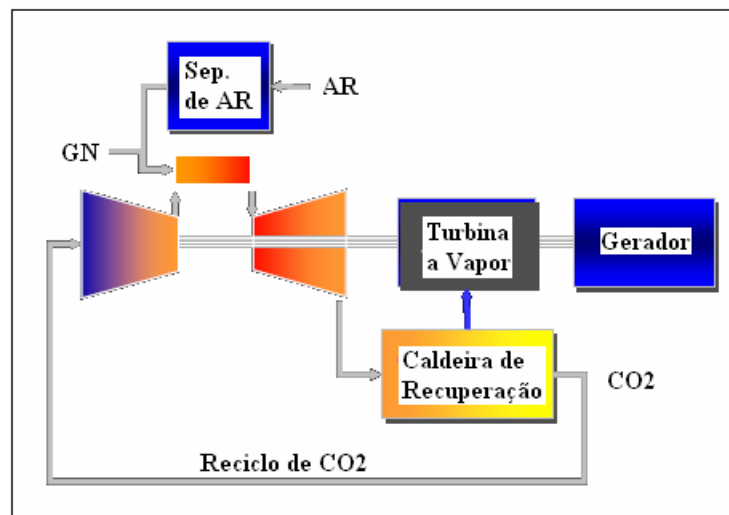 Sep.
de AR
AR
GN
Turbina
a Vapor
Gerador
Caldeira de
Recuperação
CO2
Reciclo de CO2